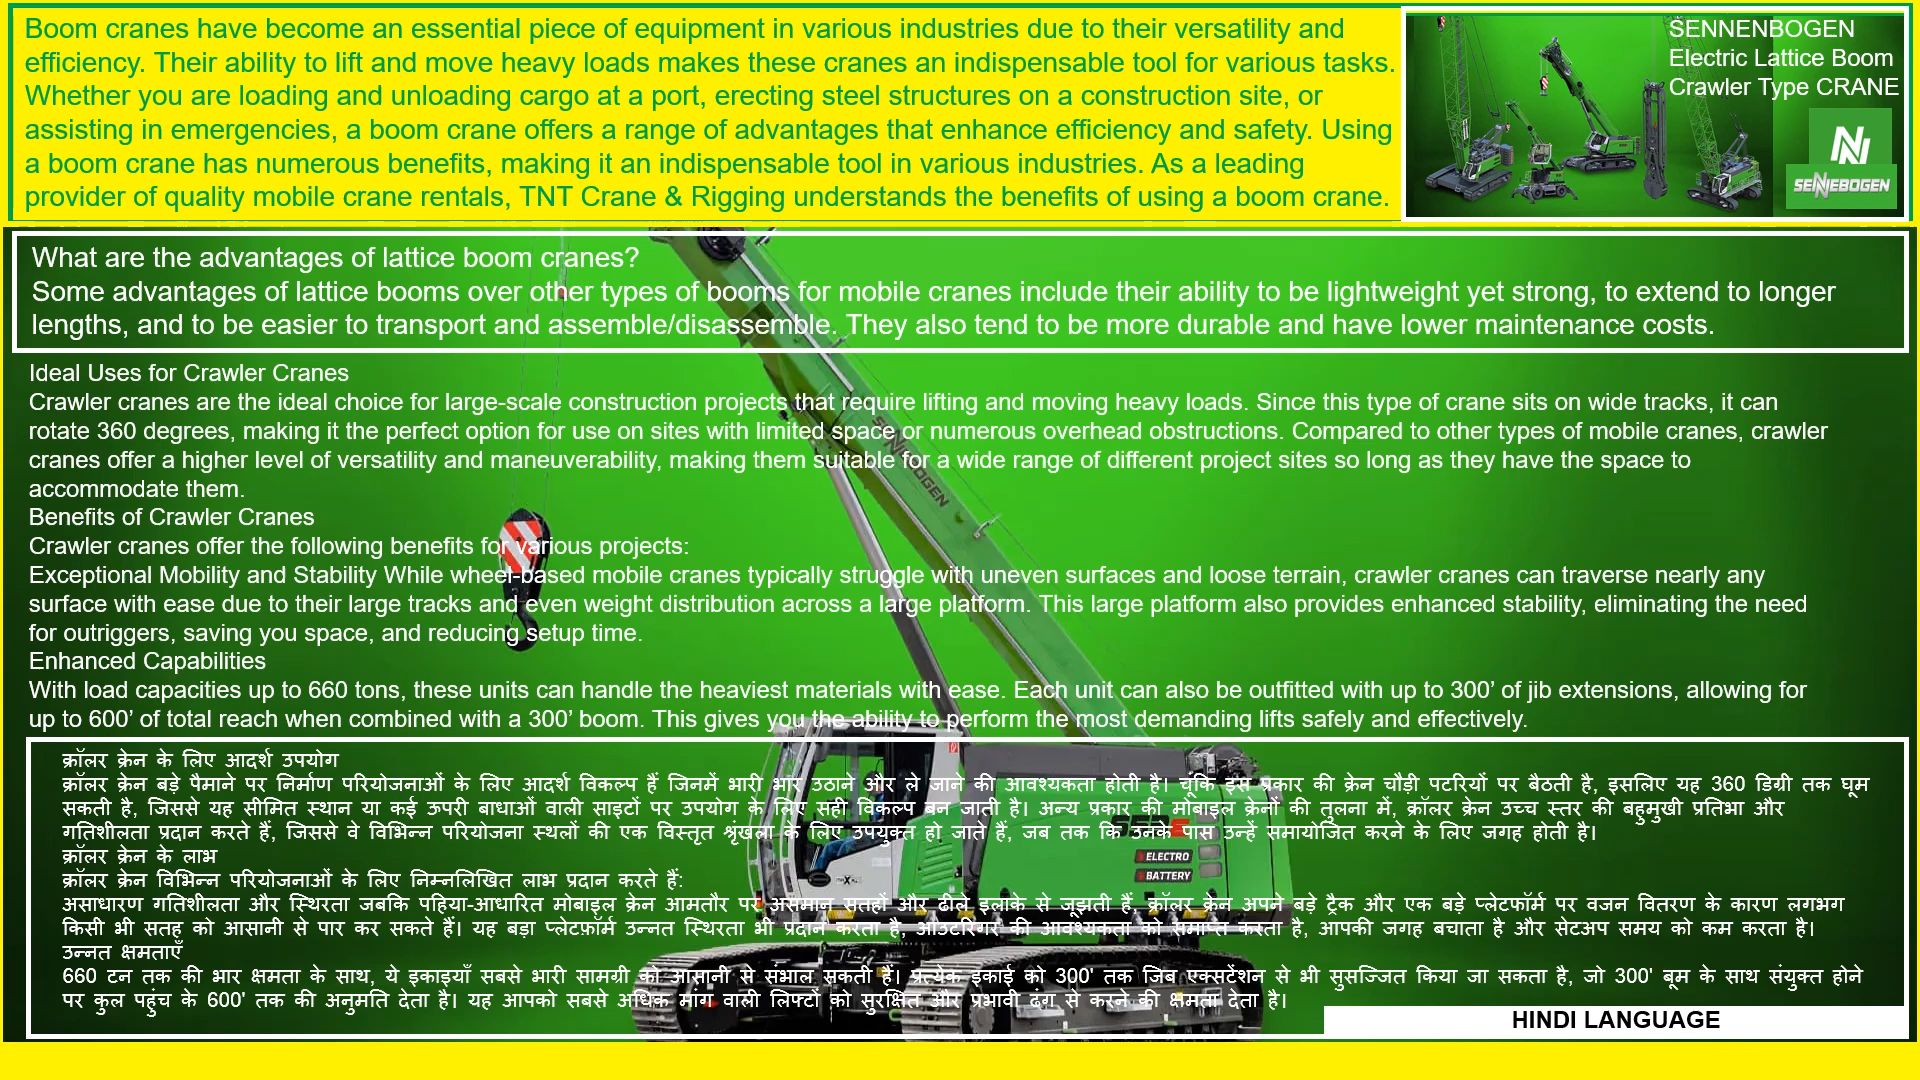 Boom cranes have become an essential piece of equipment in various industries due to their versatility and
efficiency. Their ability to lift and move heavy loads makes these cranes an indispensable tool for various tasks.
Whether you are loading and unloading cargo at a port, erecting steel structures on a construction site, or
assisting in emergencies, a boom crane offers a range of advantages that enhance efficiency and safety. Using
a boom crane has numerous benefits, making it an indispensable tool in various industries. As a leading
provider of quality mobile crane rentals, TNT Crane & Rigging understands the benefits of using a boom crane.
SENNENBOGEN
Electric Lattice Boom
Crawler Type CRANE
SENNEBOGEN
What are the advantages of lattice boom cranes?
Some advantages of lattice booms over other types of booms for mobile cranes include their ability to be lightweight yet strong, to extend to longer
lengths, and to be easier to transport and assemble/disassemble. They also tend to be more durable and have lower maintenance costs.
Ideal Uses for Crawler Cranes
Crawler cranes are the ideal choice for large-scale construction projects that require lifting and moving heavy loads. Since this type of crane sits on wide tracks, it can
rotate 360 degrees, making it the perfect option for use on sites with limited space or numerous overhead obstructions. Compared to other types of mobile cranes, crawler
cranes offer a higher level of versatility and maneuverability, making them suitable for a wide range of different project sites so long as they have the space to
accommodate them.
SENNEBOGEN
Benefits of Crawler Cranes
Crawler cranes offer the following benefits for various projects:
Exceptional Mobility and Stability While wheel-based mobile cranes typically struggle with uneven surfaces and loose terrain, crawler cranes can traverse nearly any
surface with ease due to their large tracks and even weight distribution across a large platform. This large platform also provides enhanced stability, eliminating the need
for outriggers, saving you space, and reducing setup time.
Enhanced Capabilities
With load capacities up to 660 tons, these units can handle the heaviest materials with ease. Each unit can also be outfitted with up to 300’ of jib extensions, allowing for
up to 600’ of total reach when combined with a 300’ boom. This gives you the ability to perform the most demanding lifts safely and effectively.
क्रॉलर क्रेन के लिए आदर्श उपयोग
क्रॉलर क्रेन बड़े पैमाने पर निर्माण परियोजनाओं के लिए आदर्श विकल्प हैं जिनमें भारी भार उठाने और ले जाने की आवश्यकता होती है। चूंकि इस प्रकार की क्रेन चौड़ी पटरियों पर बैठती है, इसलिए यह 360 डिग्री तक घूम
सकती है, जिससे यह सीमित स्थान या कई ऊपरी बाधाओं वाली साइटों पर उपयोग के लिए सही विकल्प बन जाती है। अन्य प्रकार की मोबाइल क्रेनों की तुलना में, क्रॉलर क्रेन उच्च स्तर की बहुमुखी प्रतिभा और
गतिशीलता प्रदान करते हैं, जिससे वे विभिन्न परियोजना स्थलों की एक विस्तृत श्रृंखला के लिए उपयुक्त हो जाते हैं, जब तक कि उनके पास उन्हें समायोजित करने के लिए जगह होती है।
क्रॉलर क्रेन के लाभ
ELECTRO
BATTERY
क्रॉलर क्रेन विभिन्न परियोजनाओं के लिए निम्नलिखित लाभ प्रदान करते हैं:
असाधारण गतिशीलता और स्थिरता जबकि पहिया-आधारित मोबाइल क्रेन आमतौर पर असमान सतहों और ढीले इलाके से जूझती हैं, क्रॉलर क्रेन अपने बड़े ट्रैक और एक बड़े प्लेटफॉर्म पर वजन वितरण के कारण लगभग
किसी भी सतह को आसानी से पार कर सकते हैं। यह बड़ा प्लेटफ़ॉर्म उन्नत स्थिरता भी प्रदान करता है, आउटरिगर की आवश्यकता को समाप्त करता है, आपकी जगह बचाता है और सेटअप समय को कम करता है।
उन्नत क्षमताएँ
660 टन तक की भार क्षमता के साथ, ये इकाइयाँ सबसे भारी सामग्री को आसानी से संभाल सकती हैं। प्रत्येक इकाई को 300' तक जिब एक्सटेंशन से भी सुसज्जित किया जा सकता है, जो 300' बूम के साथ संयुक्त होने
पर कुल पहुंच के 600' तक की अनुमति देता है। यह आपको सबसे अधिक मांग वाली लिफ्टों को सुरक्षित और प्रभावी ढंग से करने की क्षमता देता है।
HINDI LANGUAGE